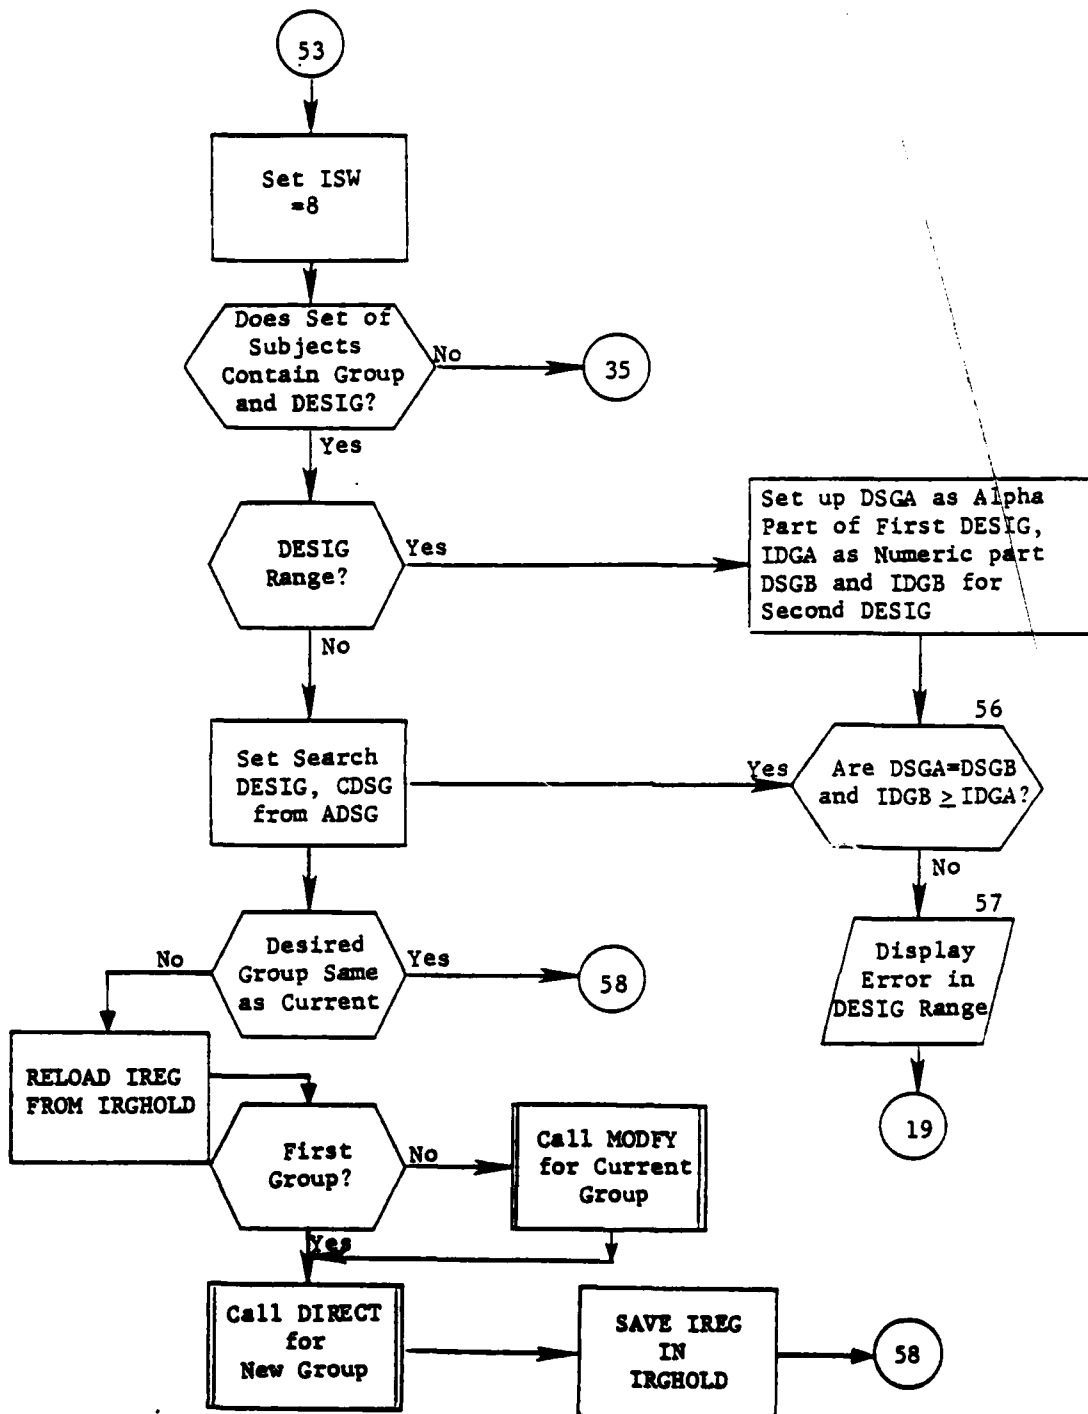 53
Set ISW
=8
Does Set of
Subjects
Contain Group
and DESIG?
No
35
Yes
DESIG
Range?
Yes
Set up DSGA as Alpha
Part of First DESIG,
IDGA as Numeric part
DSGB and IDGB for
Second DESIG
No
56
Set Search
DESIG, CDSG
from ADSG
Yes
Are DSGA=DSGB
and IDGB ≥ IDGA?
No
57
Display
Error in
DESIG Range
19
Desired
Group Same
as Current
No
Yes
58
RELOAD IREG
FROM IRGHOLD
First
Group?
No
Call MODFY
for Current
Group
Yes
Call DIRECT
for
New Group
SAVE IREG
IN
IRGHOLD
58